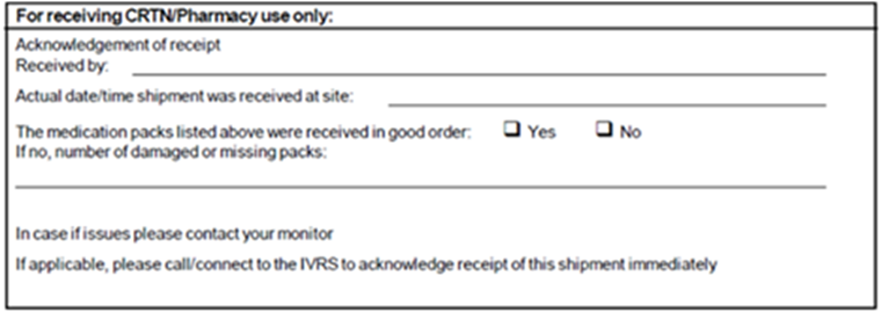 For receiving CRTN/Pharmacy use only:
Acknowledgement of receipt
Received by:
Actual date/time shipment was received at site:
The medication packs listed above were received in good order: ❑ Yes ❑ No
If no, number of damaged or missing packs:
In case if issues please contact your monitor
If applicable, please call/connect to the IVRS to acknowledge receipt of this shipment immediately